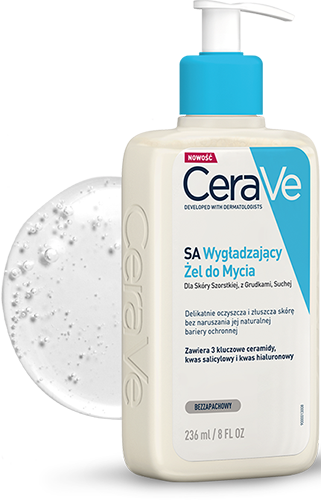 NOWOŚĆ
CeraVe
DEVELOPED WITH DERMATOLOGISTS
SA Wygładzający
Żel do Mycia
Dla Skóry Szorstkiej, z Grudkami, Suchej
Delikatnie oczyszcza i złuszcza skórę
bez naruszania jej naturalnej
bariery ochronnej
Zawiera 3 kluczowe ceramidy,
kwas salicylowy i kwas hialuronowy
BEZZAPACHOWY
236 ml / 8 FL OZ
CeraVe